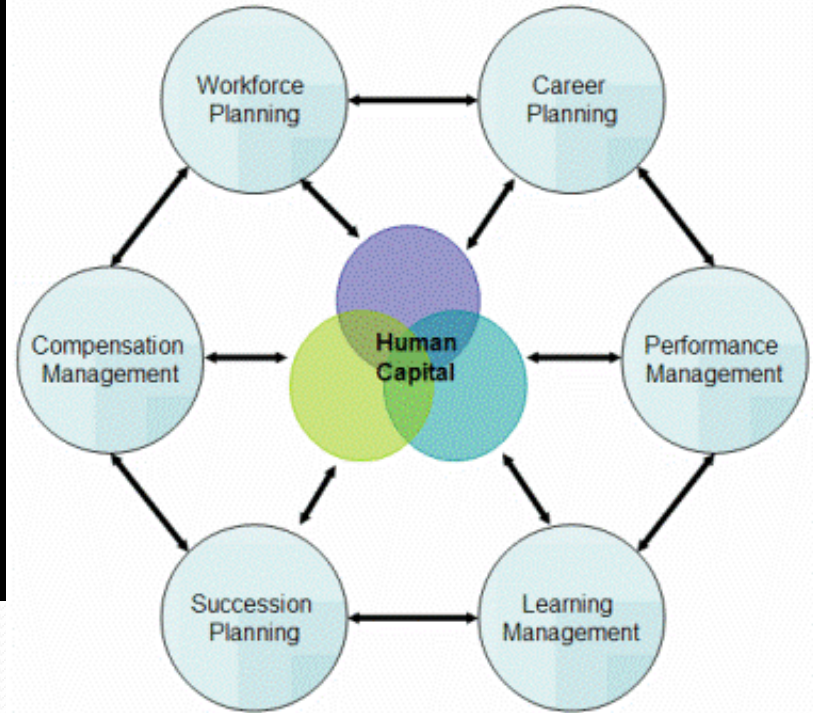 Workforce
Planning
Career
Planning
Human
Capital
Compensation
Management
Performance
Management
Succession
Planning
Learning
Management